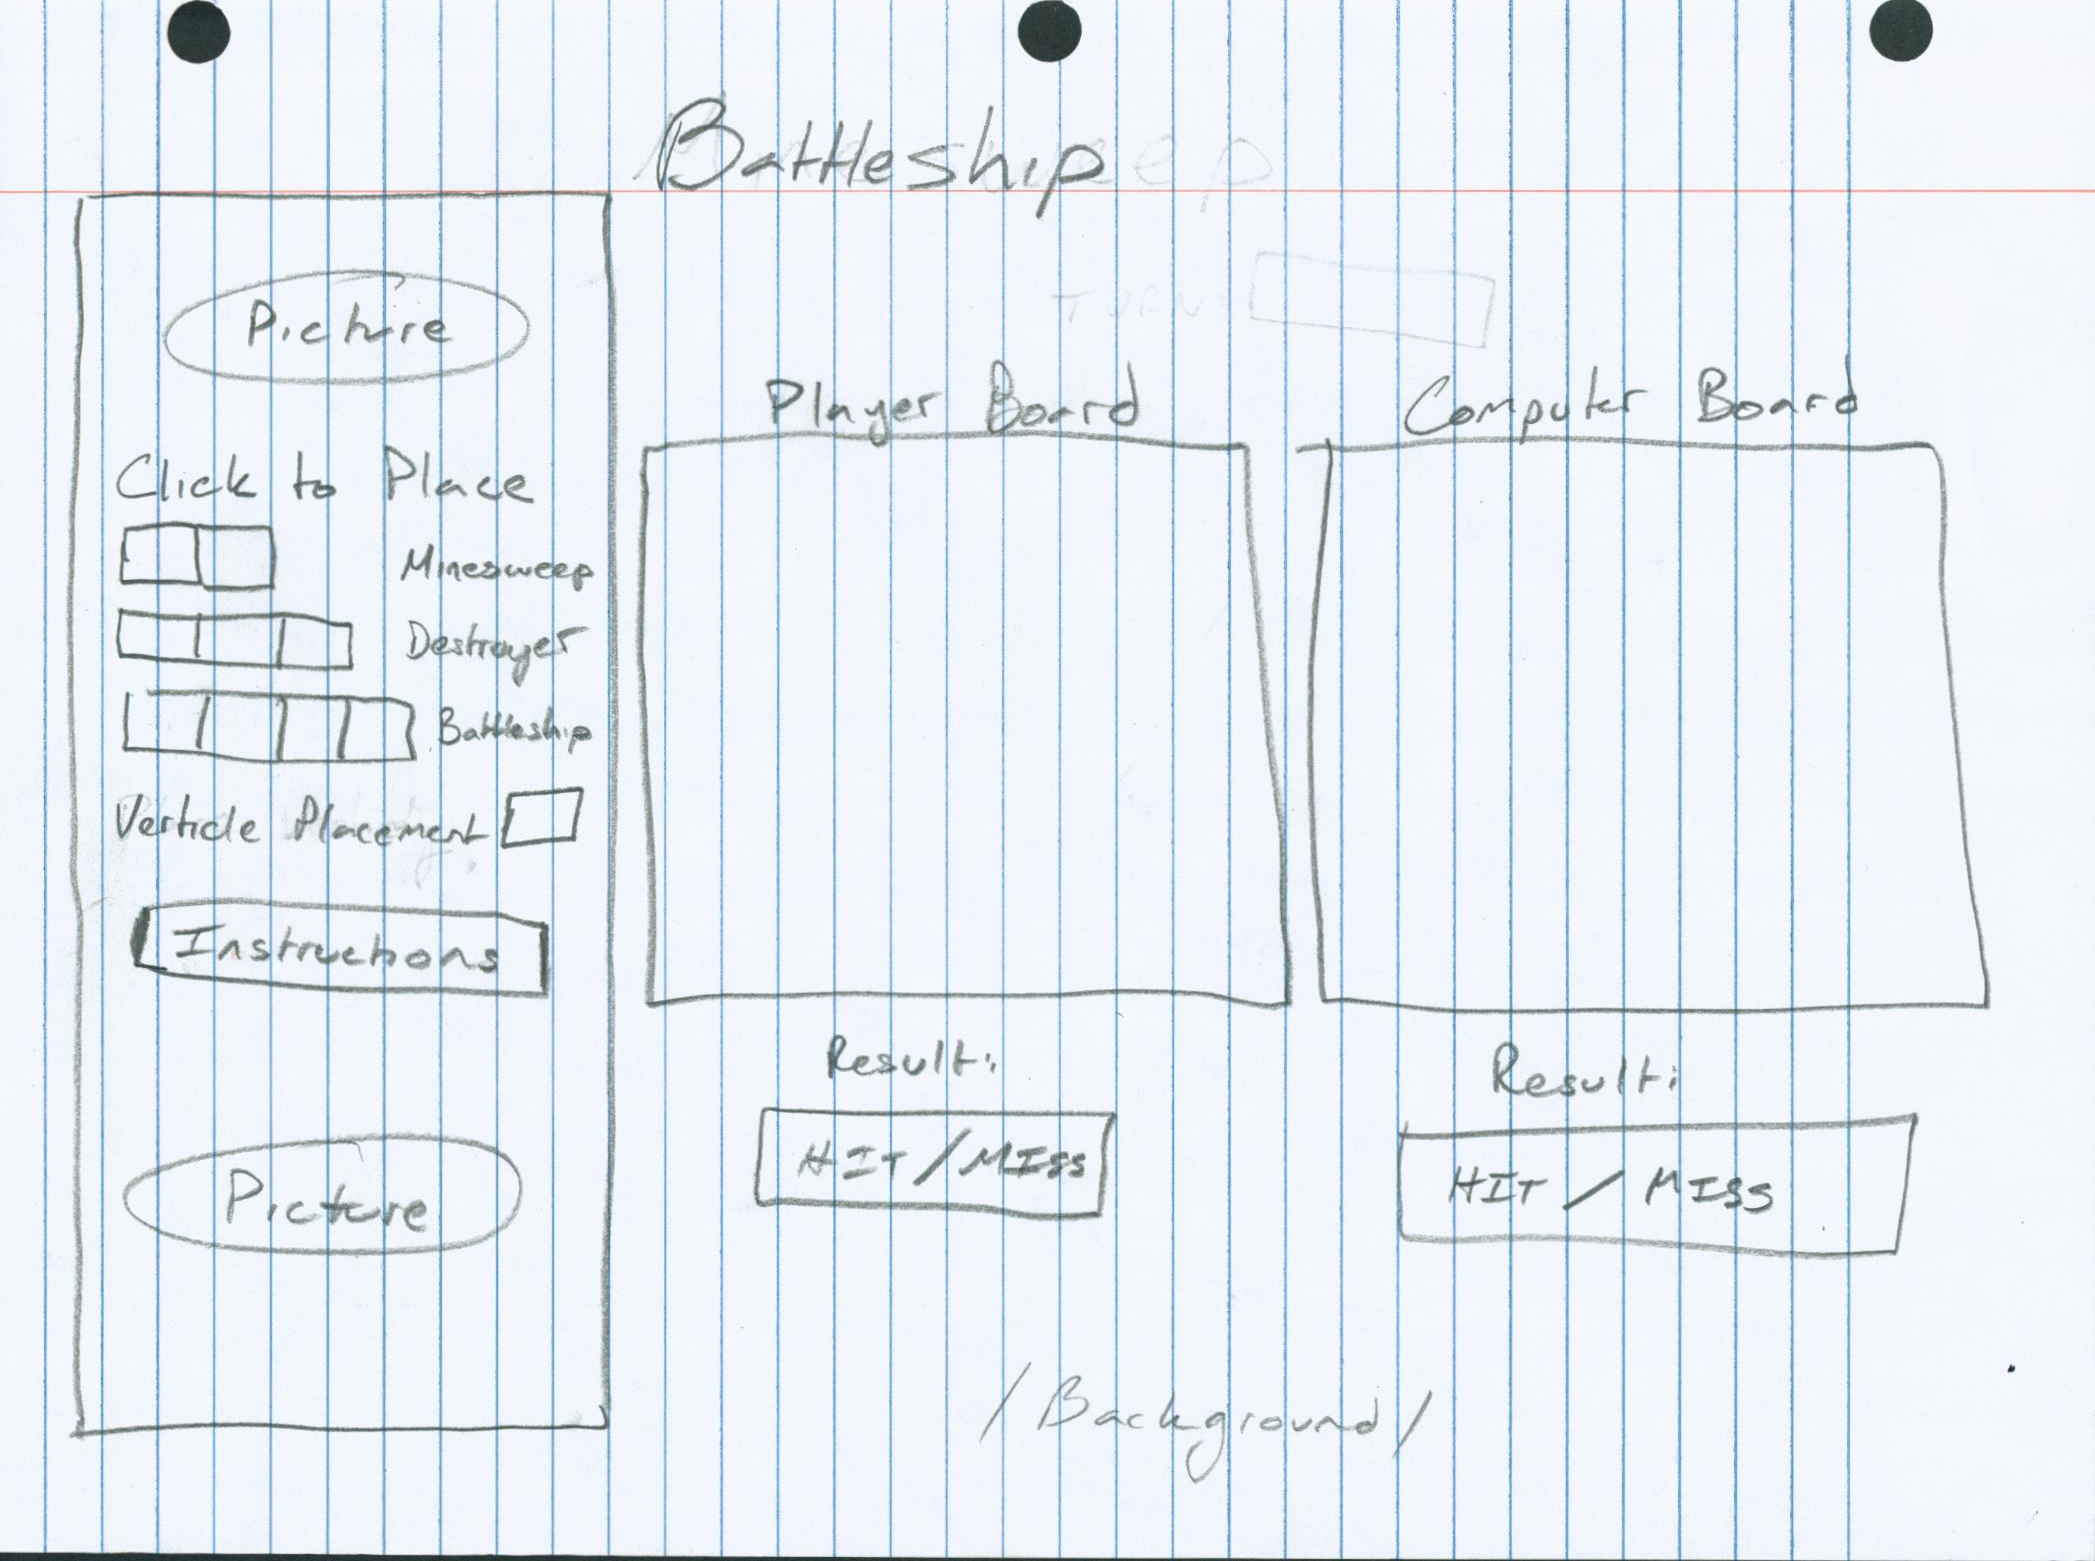 Battleship
TURN
Picture
Click to Place
Minesweep
Destroyer
Battleship
Verticle Placement
Instructions
Picture
Player Board
Computer Board
Result:
HIT / MISS
Result:
HIT / MISS
/ Background /